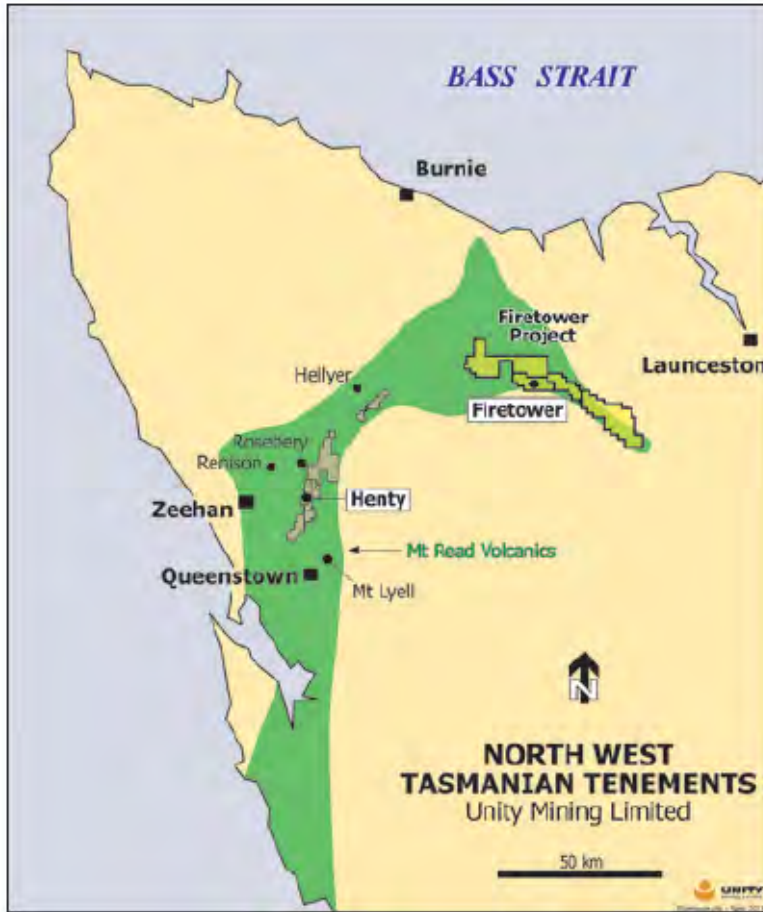 BASS STRAIT
Burnie
Firetower
Project
Launceston
Hellyer
Firetower
Rosebery
Renison
Zeehan
Henty
Mt Read Volcanics
Queenstown
Mt Lyell
N
NORTH WEST
TASMANIAN TENEMENTS
Unity Mining Limited
50 km
UNITY